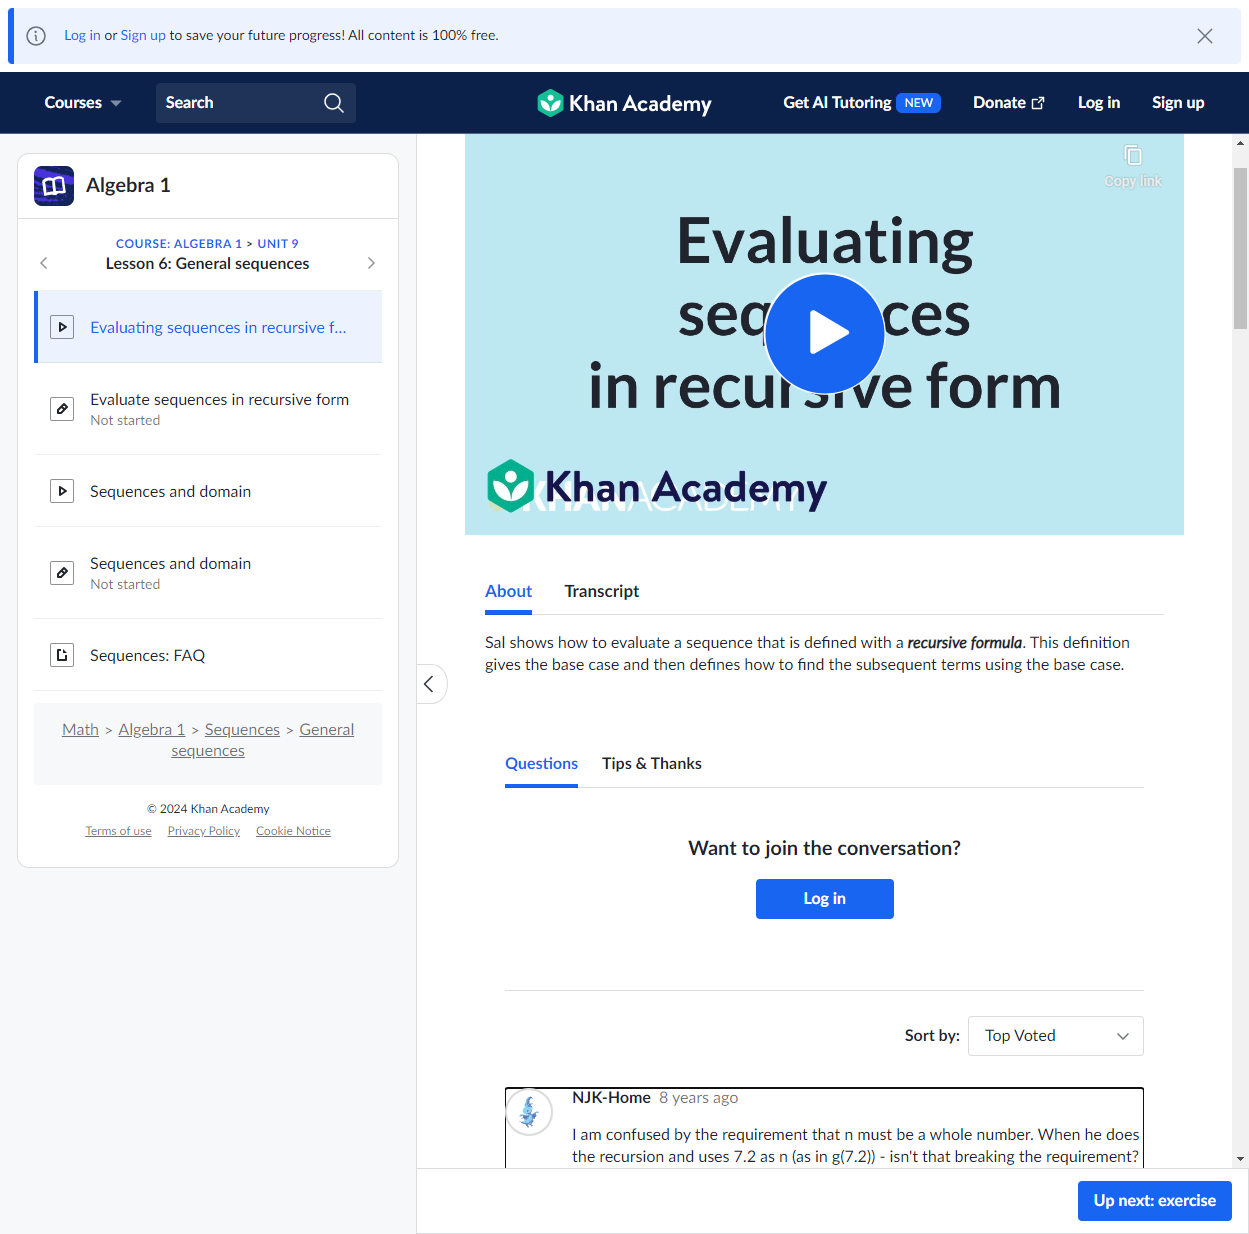 Log in or Sign up to save your future progress! All content is 100% free.
Courses
Search
Khan Academy
Get AI Tutoring NEW
Donate
Log in
Sign up
Algebra 1
COURSE: ALGEBRA 1 > UNIT 9
Lesson 6: General sequences
Evaluating sequences in recursive f...
Evaluate sequences in recursive form
Not started
Sequences and domain
Sequences and domain
Not started
Sequences: FAQ
Math > Algebra 1 > Sequences > General
sequences
© 2024 Khan Academy
Terms of use Privacy Policy Cookie Notice
Copy link
Evaluating
in recursive form
Khan Academy
KHANACADEMY
About Transcript
Sal shows how to evaluate a sequence that is defined with a recursive formula. This definition
gives the base case and then defines how to find the subsequent terms using the base case.
Questions Tips & Thanks
Want to join the conversation?
Log in
Sort by: Top Voted
NJK-Home 8 years ago
I am confused by the requirement that n must be a whole number. When he does
the recursion and uses 7.2 as n (as in g(7.2)) - isn't that breaking the requirement?
Up next: exercise